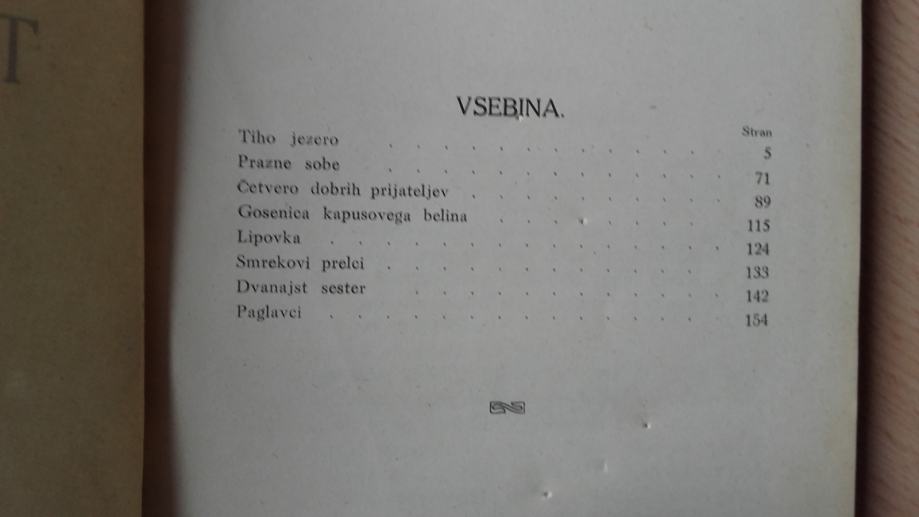 T
VSEBINA.
Stran
Tiho jezero . . . . . . . . . . . . 5
Prazne sobe . . . . . . . . . . . . . 71
Četvero dobrih prijateljev . . . . . . . . . . 89
Gosenica kapusovega belina . . . . . . . . . 115
Lipovka . . . . . . . . . . . . . . . 124
Smrekovi prelci . . . . . . . . . . . . 133
Dvanajst sester . . . . . . . . . . . . 142
Paglavci . . . . . . . . . . . . . . 154